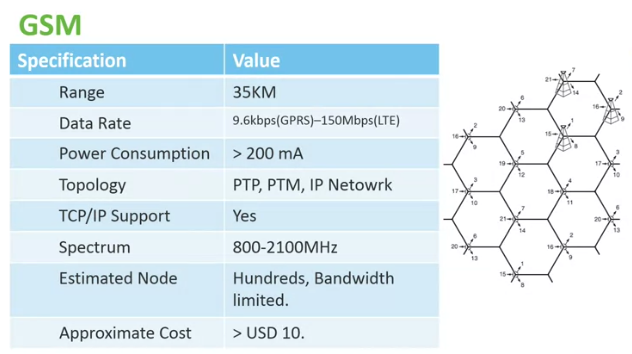 GSM
Specification Value
Range 35KM
Data Rate 9.6kbps(GPRS)–150Mbps(LTE)
Power Consumption > 200 mA
Topology PTP, PTM, IP Netowrk
TCP/IP Support Yes
Spectrum 800-2100MHz
Estimated Node Hundreds, Bandwidth
limited.
Approximate Cost > USD 10.
21 7 14
16 2 9
20 6 13
15 1 8
16 2 9
19 5 12
17 3 10
17 3 10
18 4 11
21 7 14
20 6 13
20 6 13
16 2 9
15 1 8